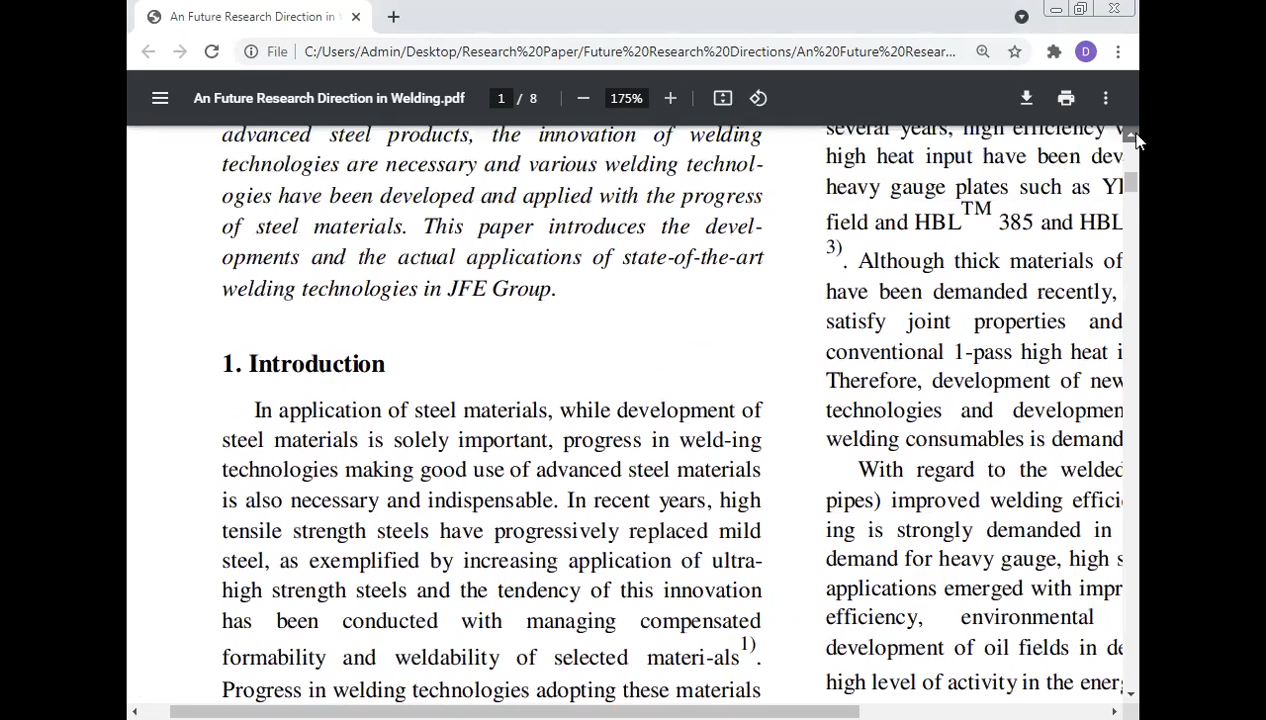 An Future Research Direction in
File
C:/Users/Admin/Desktop/Research%20Paper/Future%20Research%20Directions/An%20Future%20Resear...
D
An Future Research Direction in Welding.pdf
1 / 8
175%
advanced steel products, the innovation of welding
technologies are necessary and various welding technol-
ogies have been developed and applied with the progress
of steel materials. This paper introduces the devel-
opments and the actual applications of state-of-the-art
welding technologies in JFE Group.
1. Introduction
In application of steel materials, while development of
steel materials is solely important, progress in weld-ing
technologies making good use of advanced steel materials
is also necessary and indispensable. In recent years, high
tensile strength steels have progressively replaced mild
steel, as exemplified by increasing application of ultra-
high strength steels and the tendency of this innovation
has been conducted with managing compensated
formability and weldability of selected materi-als1).
Progress in welding technologies adopting these materials
several years, high efficiency
high heat input have been dev
heavy gauge plates such as
field and HBLTM 385 and HBL
3). Although thick materials of
have been demanded recently,
satisfy joint properties and
conventional 1-pass high heat i
Therefore, development of new
technologies and developmen
welding consumables is demand
With regard to the welded
pipes) improved welding effici
ing is strongly demanded in
demand for heavy gauge, high s
applications emerged with impr
efficiency, environmental
development of oil fields in de
high level of activity in the energ